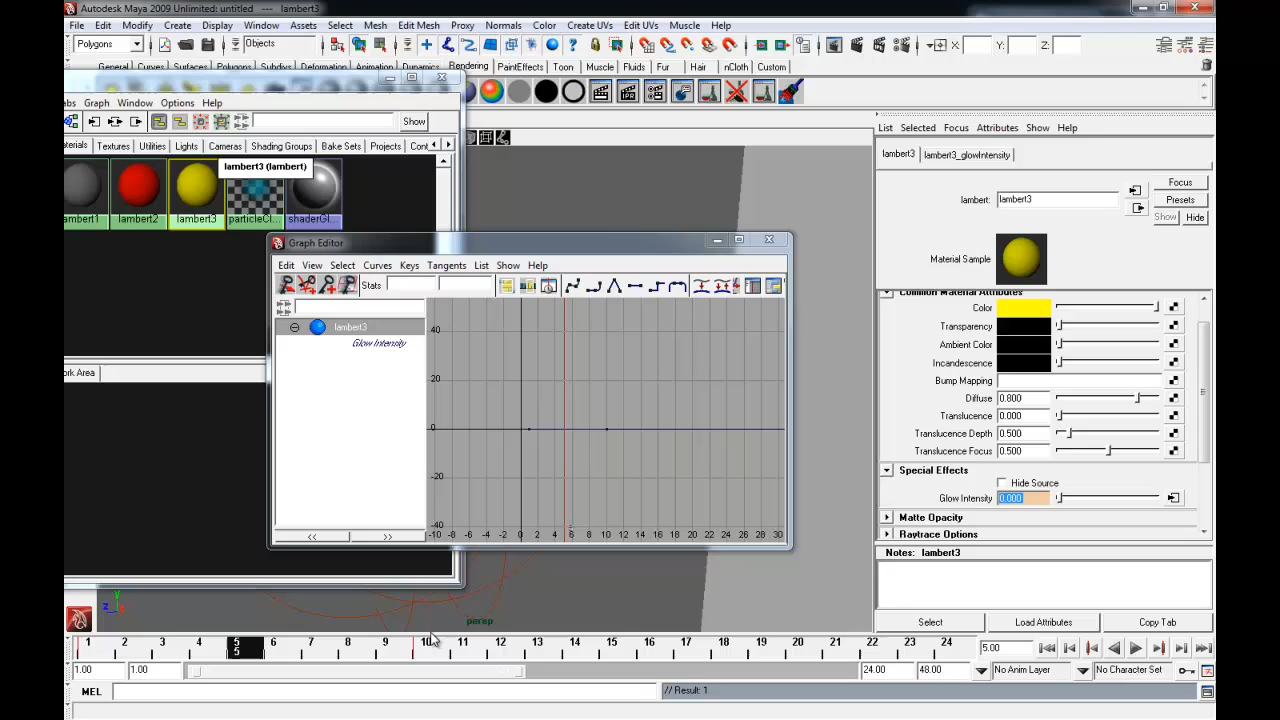 Autodesk Maya 2009 Unlimited: untitled * --- lambert3
File Edit Modify Create Display Window Assets Select Mesh Edit Mesh Proxy Normals Color Create UVs Edit UVs Muscle Help
Polygons Objects X: Y: Z:
General Curves Surfaces Polygons Subdivs Deformation Animation Dynamics Rendering PaintEffects Toon Muscle Fluids Fur Hair nCloth Custom
abs Graph Window Options Help
Show
aterials Textures Utilities Lights Cameras Shading Groups Bake Sets Projects Cont
lambert3 (lambert)
ambert1 lambert2 lambert3 particleCl... shaderGl...
ork Area
Graph Editor
Edit View Select Curves Keys Tangents List Show Help
Stats
lambert3
Glow Intensity
40
20
0
-20
-40
-10 -8 -6 -4 -2 0 2 4 6 8 10 12 14 16 18 20 22 24 26 28 30
<< >>
List Selected Focus Attributes Show Help
lambert3 lambert3_glowIntensity
lambert: lambert3
Focus
Presets
Show Hide
Material Sample
Common Material Attributes
Color
Transparency
Ambient Color
Incandescence
Bump Mapping
Diffuse 0.800
Translucence 0.000
Translucence Depth 0.500
Translucence Focus 0.500
Special Effects
Hide Source
Glow Intensity 0.000
Matte Opacity
Raytrace Options
Notes: lambert3
Select Load Attributes Copy Tab
y
z x
persp
1 2 3 4 5 6 7 8 9 10 11 12 13 14 15 16 17 18 19 20 21 22 23 24
5
5.00
1.00 1.00 24.00 48.00 No Anim Layer No Character Set
MEL // Result: 1